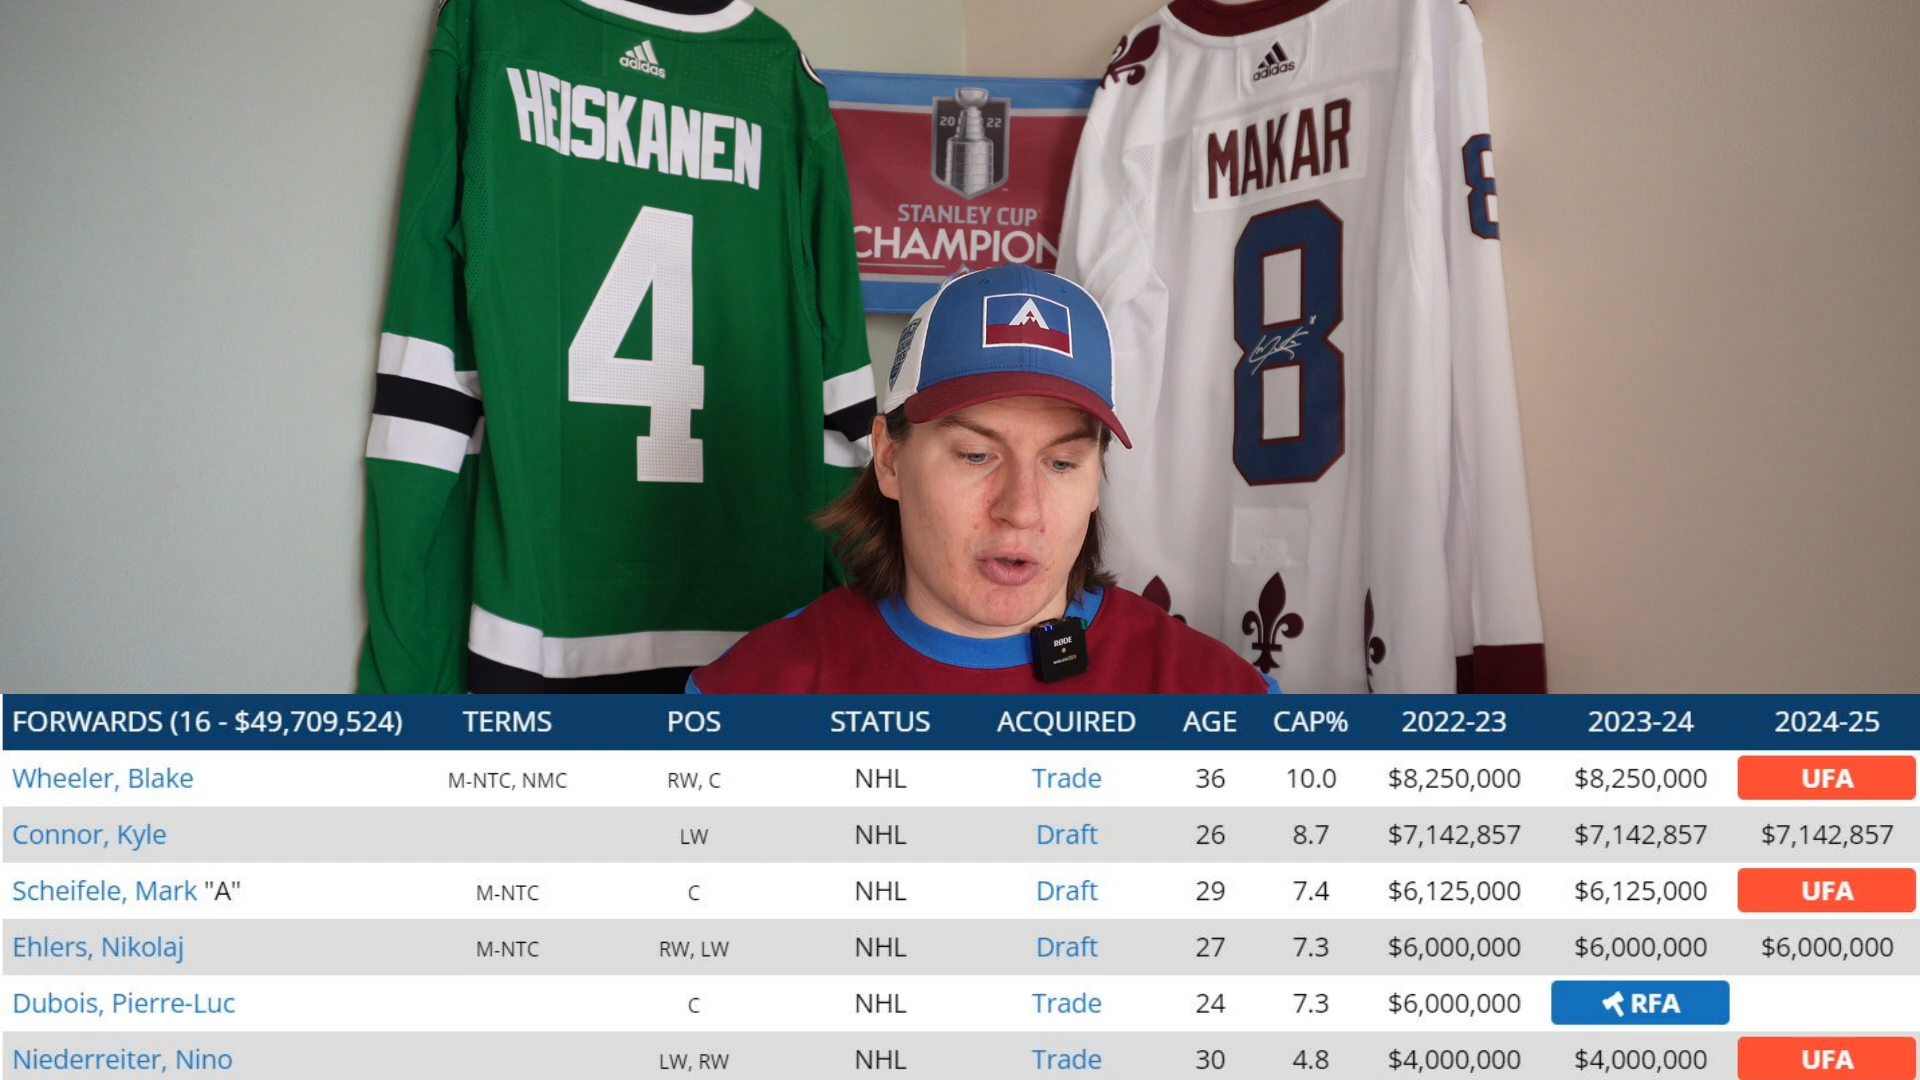 adidas
HEISKANEN
4
20 22
STANLEY CUP
CHAMPION
adidas
MAKAR
8
8
RØDE
FORWARDS (16 - $49,709,524) TERMS POS STATUS ACQUIRED AGE CAP% 2022-23 2023-24 2024-25
Wheeler, Blake M-NTC, NMC RW, C NHL Trade 36 10.0 $8,250,000 $8,250,000 UFA
Connor, Kyle LW NHL Draft 26 8.7 $7,142,857 $7,142,857 $7,142,857
Scheifele, Mark "A" M-NTC C NHL Draft 29 7.4 $6,125,000 $6,125,000 UFA
Ehlers, Nikolaj M-NTC RW, LW NHL Draft 27 7.3 $6,000,000 $6,000,000 $6,000,000
Dubois, Pierre-Luc C NHL Trade 24 7.3 $6,000,000 RFA
Niederreiter, Nino LW, RW NHL Trade 30 4.8 $4,000,000 $4,000,000 UFA